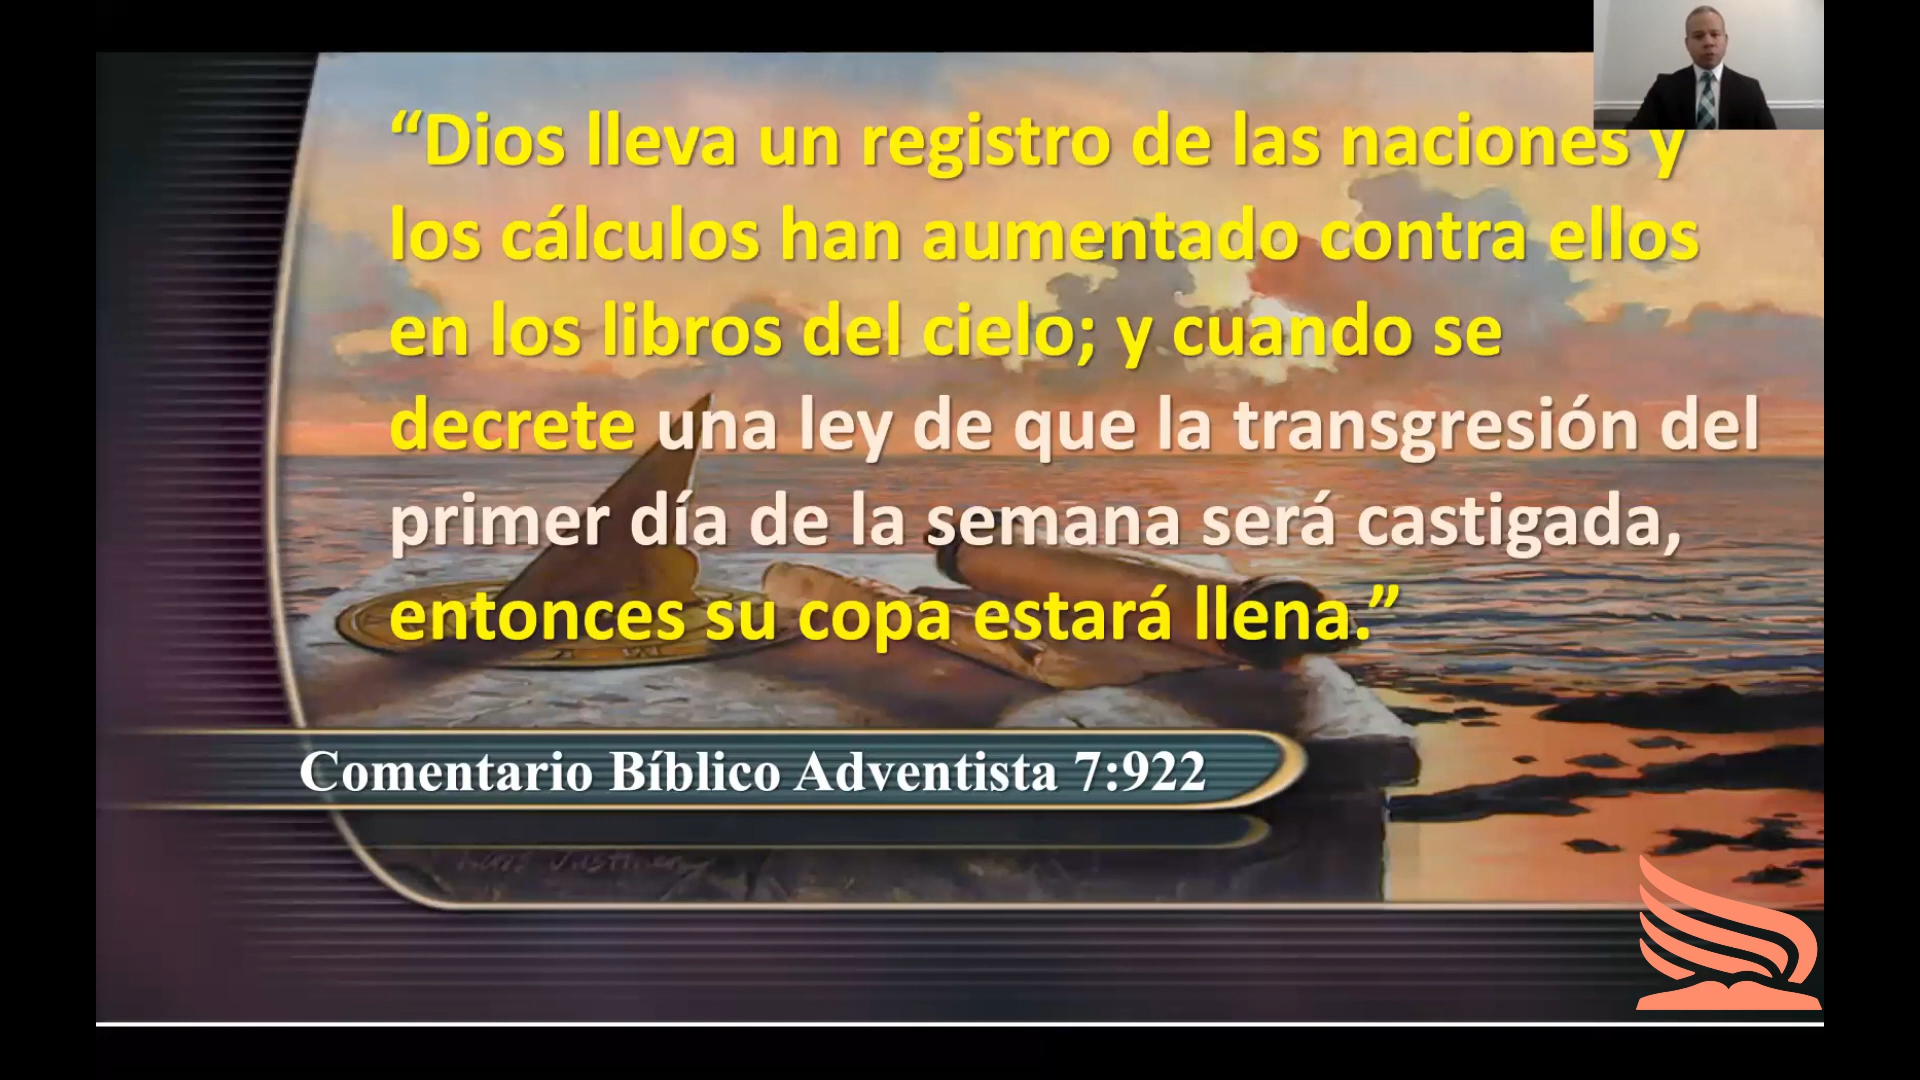 “Dios lleva un registro de las naciones y
los cálculos han aumentado contra ellos
en los libros del cielo; y cuando se
decrete una ley de que la transgresión del
primer día de la semana será castigada,
entonces su copa estará llena.”
Comentario Bíblico Adventista 7:922